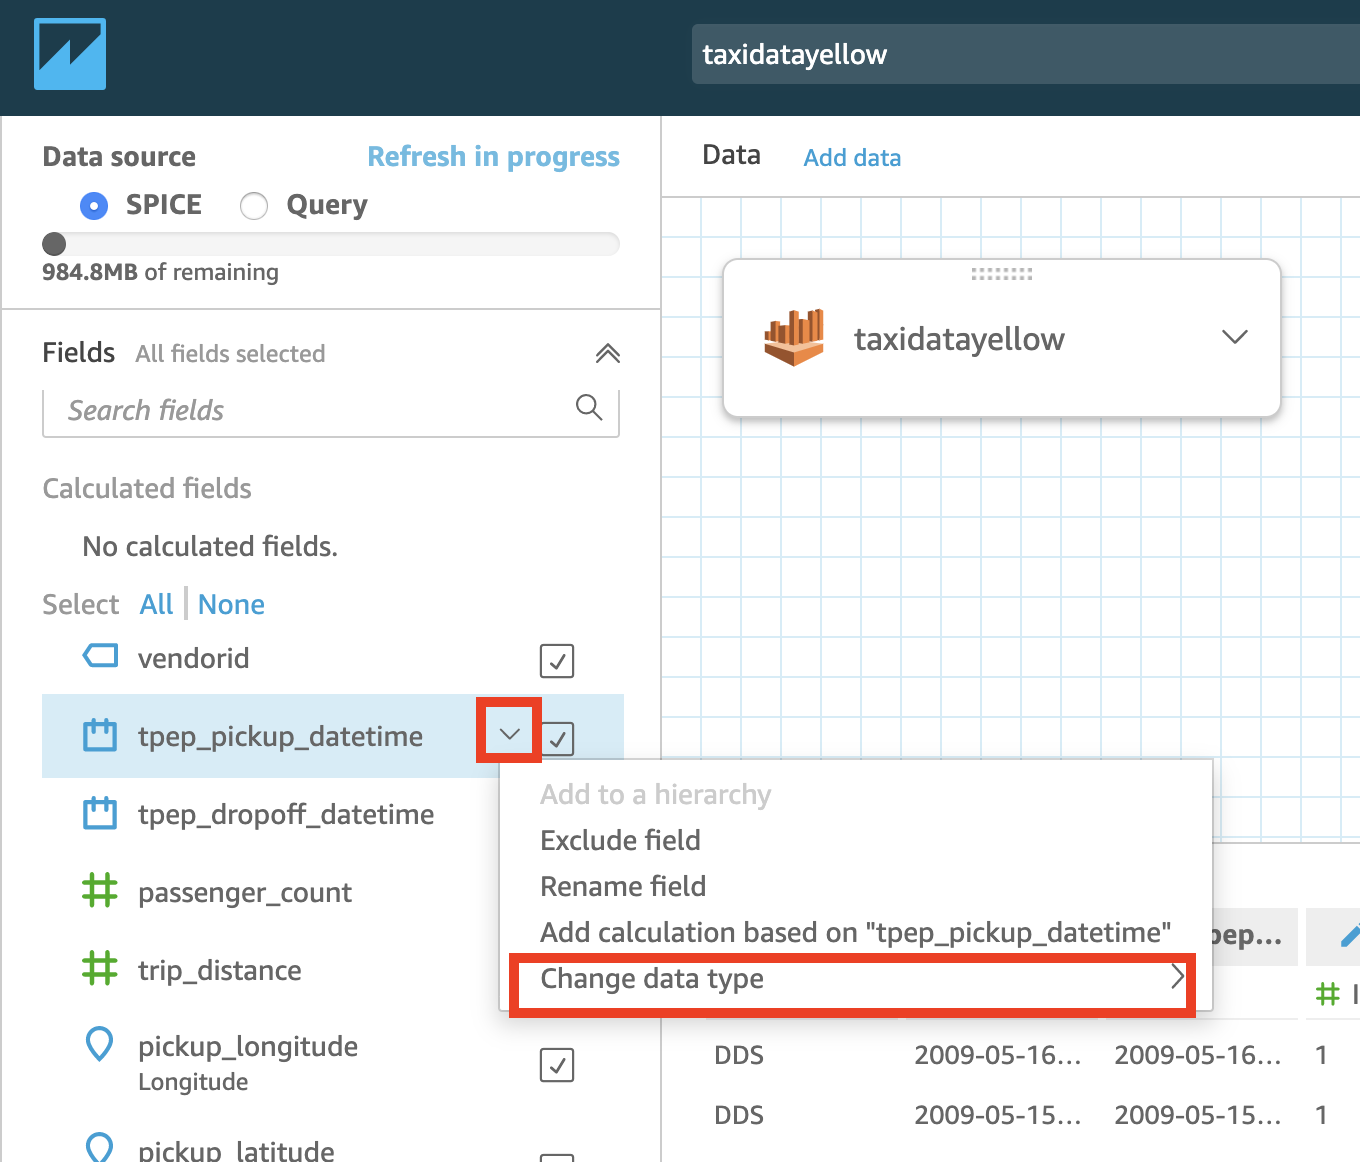 taxidatayellow
Data source
Refresh in progress
SPICE
Query
984.8MB of remaining
Data
Add data
taxidatayellow
Fields All fields selected
Search fields
Calculated fields
No calculated fields.
Select All None
vendorid
tpep_pickup_datetime
tpep_dropoff_datetime
passenger_count
trip_distance
pickup_longitude
Longitude
pickup_latitude
Add to a hierarchy
Exclude field
Rename field
Add calculation based on "tpep_pickup_datetime"
Change data type
pep...
DDS 2009-05-16... 2009-05-16... 1
DDS 2009-05-15... 2009-05-15... 1